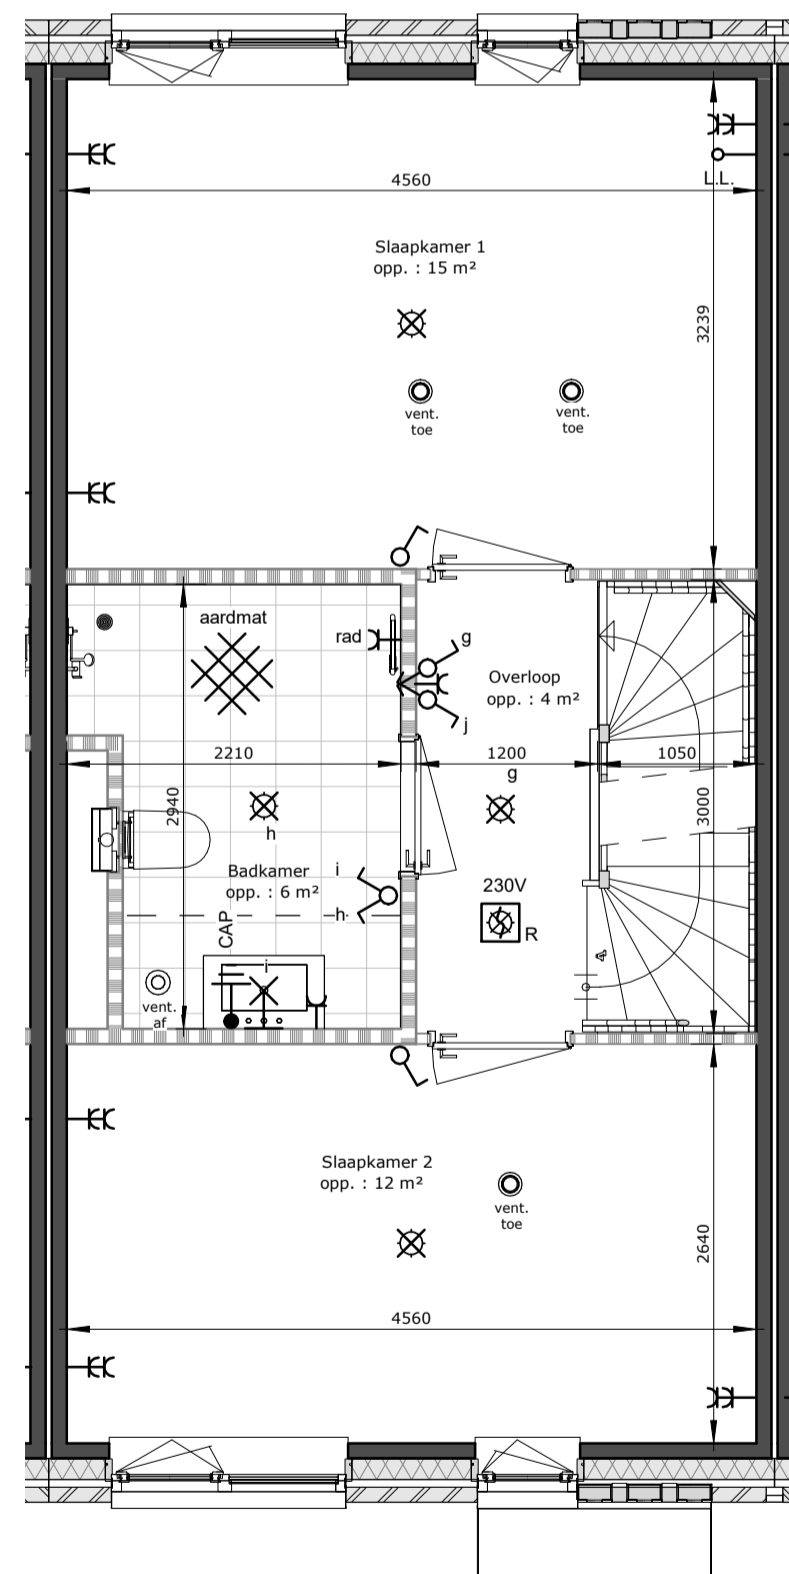 4560
L.L.
Slaapkamer 1
opp. : 15 m²
3239
vent.
toe
vent.
toe
aardmat
rad
g
Overloop
opp. : 4 m²
j
2210
1200
1050
g
2940
3000
h
Badkamer
opp. : 6 m²
i
h
230V
R
CAP
i
A
vent.
af
Slaapkamer 2
opp. : 12 m²
vent.
toe
2640
4560